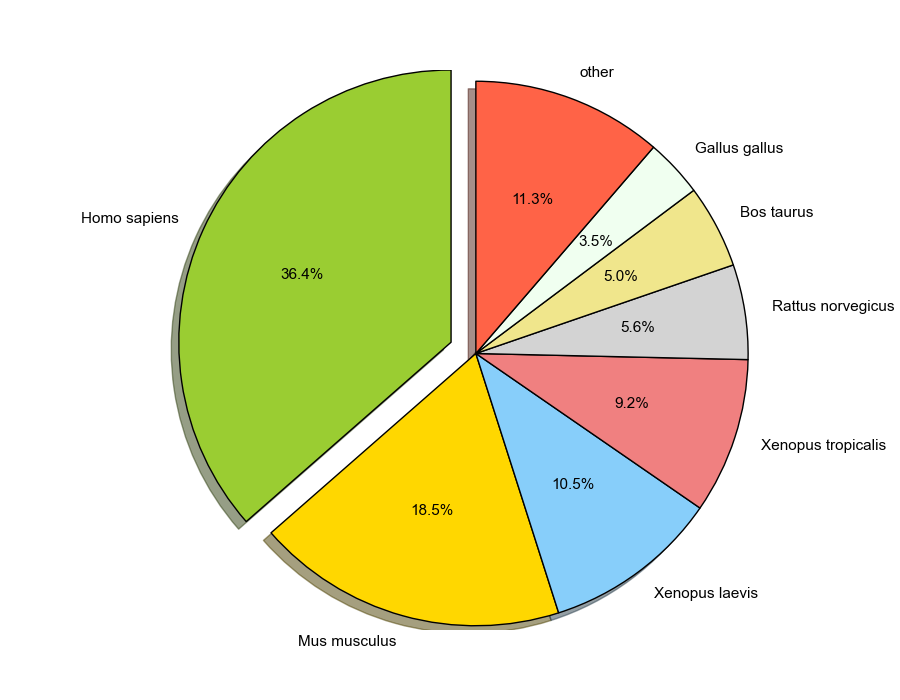 other
Gallus gallus
Bos taurus
Homo sapiens
11.3%
3.5%
36.4%
5.0%
Rattus norvegicus
5.6%
9.2%
Xenopus tropicalis
10.5%
18.5%
Xenopus laevis
Mus musculus